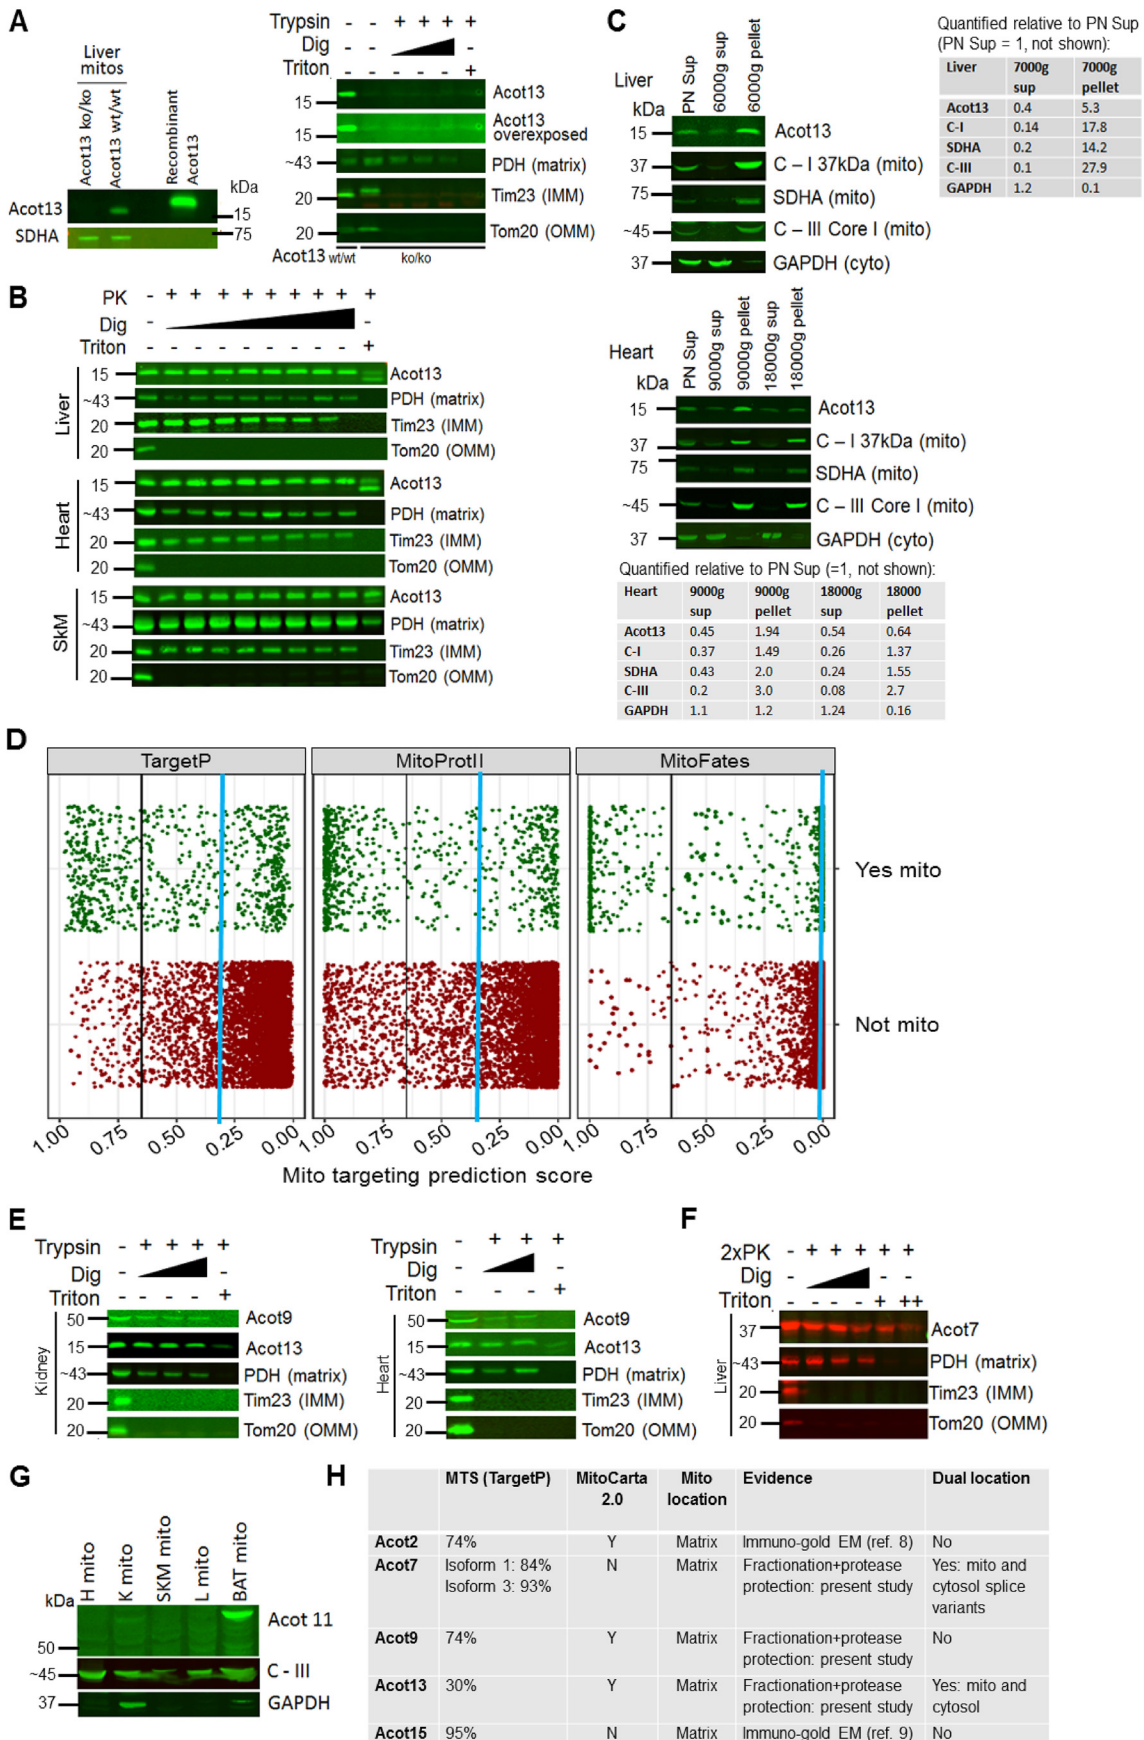 A
Liver
mitos
Acot13 ko/ko
Acot13 wt/wt
Recombinant
Acot13
kDa
Acot13
15
SDHA
75
Trypsin - - + + + +
Dig - - -
Triton - - - - - +
15 Acot13
15 Acot13
overexposed
~43 PDH (matrix)
20 Tim23 (IMM)
20 Tom20 (OMM)
Acot13 wt/wt ko/ko
B
PK - + + + + + + + + +
Dig - -
Triton - - - - - - - - - +
Liver
15 Acot13
~43 PDH (matrix)
20 Tim23 (IMM)
20 Tom20 (OMM)
Heart
15 Acot13
~43 PDH (matrix)
20 Tim23 (IMM)
20 Tom20 (OMM)
SkM
15 Acot13
~43 PDH (matrix)
20 Tim23 (IMM)
20 Tom20 (OMM)
C
Liver
kDa
PN Sup
6000g sup
6000g pellet
15 Acot13
37 C – I 37kDa (mito)
75 SDHA (mito)
~45 C – III Core I (mito)
37 GAPDH (cyto)
Quantified relative to PN Sup
(PN Sup = 1, not shown):
Liver 7000g sup 7000g pellet
Acot13 0.4 5.3
C-I 0.14 17.8
SDHA 0.2 14.2
C-III 0.1 27.9
GAPDH 1.2 0.1
Heart
kDa
PN Sup
9000g sup
9000g pellet
18000g sup
18000g pellet
15 Acot13
37 C – I 37kDa (mito)
75 SDHA (mito)
~45 C – III Core I (mito)
37 GAPDH (cyto)
Quantified relative to PN Sup (=1, not shown):
Heart 9000g sup 9000g pellet 18000g sup 18000 pellet
Acot13 0.45 1.94 0.54 0.64
C-I 0.37 1.49 0.26 1.37
SDHA 0.43 2.0 0.24 1.55
C-III 0.2 3.0 0.08 2.7
GAPDH 1.1 1.2 1.24 0.16
D
TargetP MitoProtII MitoFates
Yes mito
Not mito
1.00 0.75 0.50 0.25 0.00 1.00 0.75 0.50 0.25 0.00 1.00 0.75 0.50 0.25 0.00
Mito targeting prediction score
E
Trypsin - + + + +
Dig - -
Triton - - - - +
Kidney
50 Acot9
15 Acot13
~43 PDH (matrix)
20 Tim23 (IMM)
20 Tom20 (OMM)
Trypsin - + + +
Dig - -
Triton - - - +
Heart
50 Acot9
15 Acot13
~43 PDH (matrix)
20 Tim23 (IMM)
20 Tom20 (OMM)
F
2xPK - + + + + +
Dig - - -
Triton - - - - + ++
Liver
37 Acot7
~43 PDH (matrix)
20 Tim23 (IMM)
20 Tom20 (OMM)
G
H mito
K mito
SKM mito
L mito
BAT mito
kDa
Acot 11
50
~45 C - III
37 GAPDH
H
MTS (TargetP) MitoCarta 2.0 Mito location Evidence Dual location
Acot2 74% Y Matrix Immuno-gold EM (ref. 8) No
Acot7 Isoform 1: 84% N Matrix Fractionation+protease Yes: mito and
Isoform 3: 93% protection: present study cytosol splice
variants
Acot9 74% Y Matrix Fractionation+protease No
protection: present study
Acot13 30% Y Matrix Fractionation+protease Yes: mito and
protection: present study cytosol
Acot15 95% N Matrix Immuno-gold EM (ref. 9) No